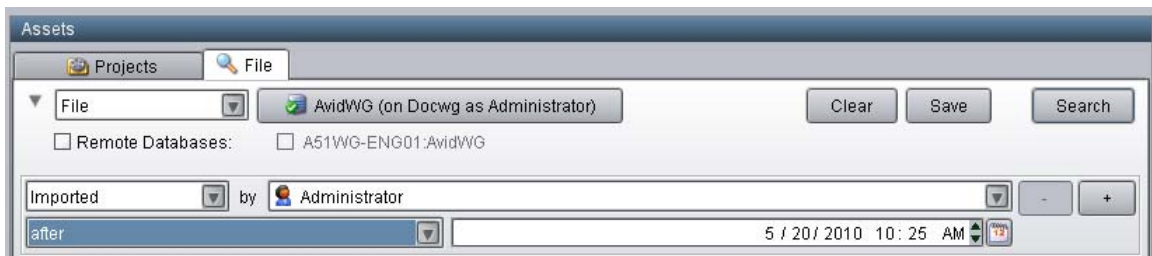 Assets
Projects File
File AvidWG (on Docwg as Administrator) Clear Save Search
Remote Databases: A51WG-ENG01:AvidWG
Imported by Administrator - +
after 5 / 20 / 2010 10 : 25 AM 12